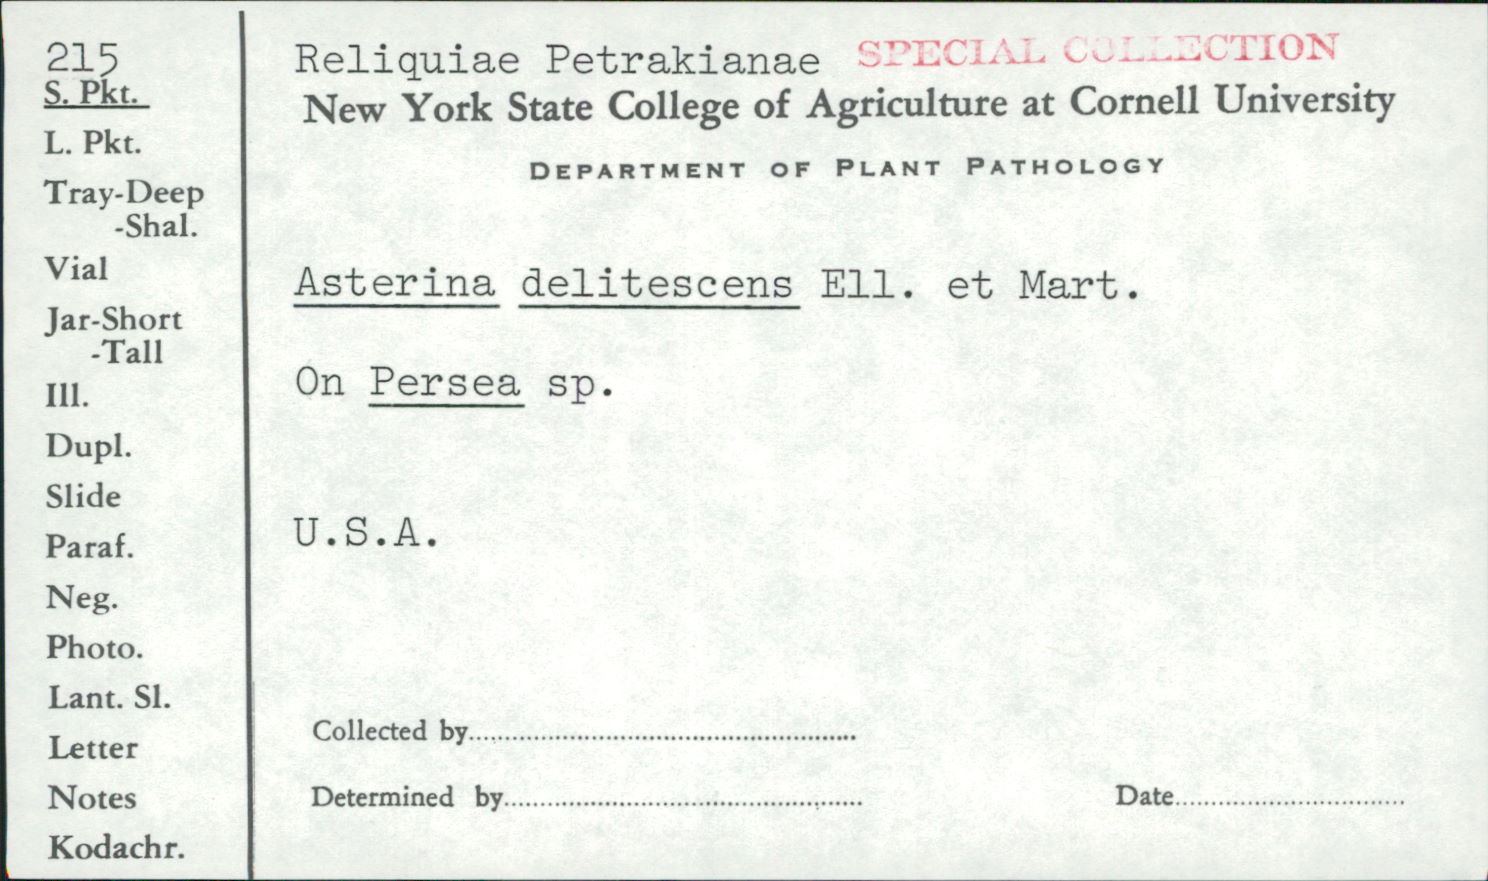 215
S. Pkt.
L. Pkt.
Tray-Deep
-Shal.
Vial
Jar-Short
-Tall
Ill.
Dupl.
Slide
Paraf.
Neg.
Photo.
Lant. Sl.
Letter
Notes
Kodachr.
Reliquiae Petrakianae SPECIAL COLLECTION
New York State College of Agriculture at Cornell University
DEPARTMENT OF PLANT PATHOLOGY
Asterina delitescens Ell. et Mart.
On Persea sp.
U.S.A.
Collected by
Determined by
Date